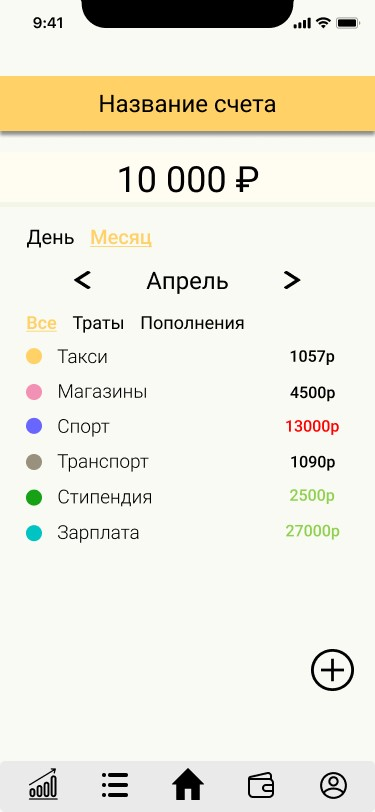 9:41
Название счета
10 000 ₽
День Месяц
< Апрель >
Все Траты Пополнения
Такси 1057р
Магазины 4500р
Спорт 13000р
Транспорт 1090р
Стипендия 2500р
Зарплата 27000р